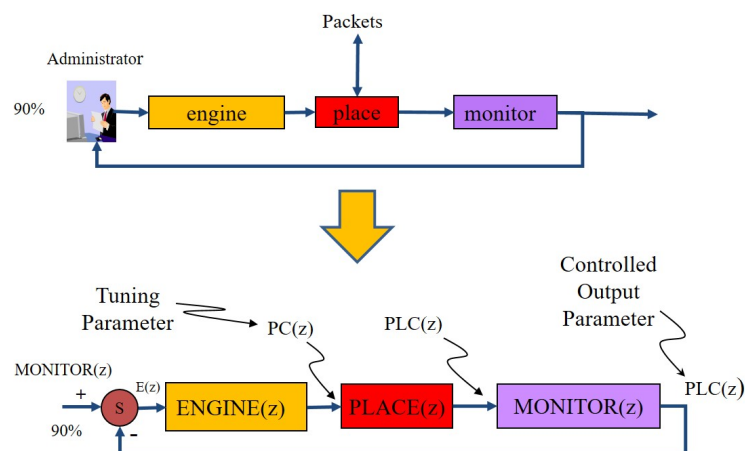 Packets
Administrator
90%
engine
place
monitor
Controlled
Output
Parameter
Tuning
Parameter
PC(z)
PLC(z)
PLC(z)
MONITOR(z)
+
E(z)
S
ENGINE(z)
PLACE(z)
MONITOR(z)
90%
-